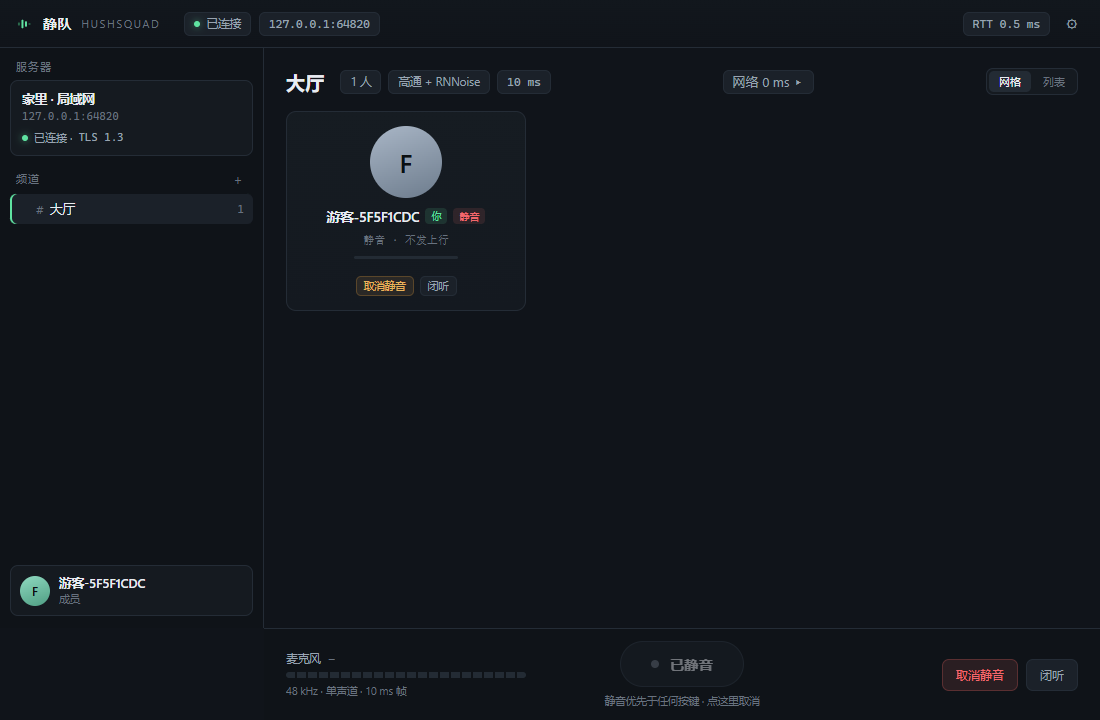 静队 HUSHSQUAD 已连接 127.0.0.1:64820 RTT 0.5 ms
服务器
家里 · 局域网
127.0.0.1:64820
已连接 · TLS 1.3
频道 +
# 大厅 1
游客-5F5F1CDC
F
成员
大厅 1 人 高通 + RNNoise 10 ms 网络 0 ms ▸ 网格 列表
F
游客-5F5F1CDC 你 静音
静音 · 不发上行
取消静音 闭听
麦克风 –
48 kHz · 单声道 · 10 ms 帧
已静音
静音优先于任何按键 · 点这里取消
取消静音 闭听